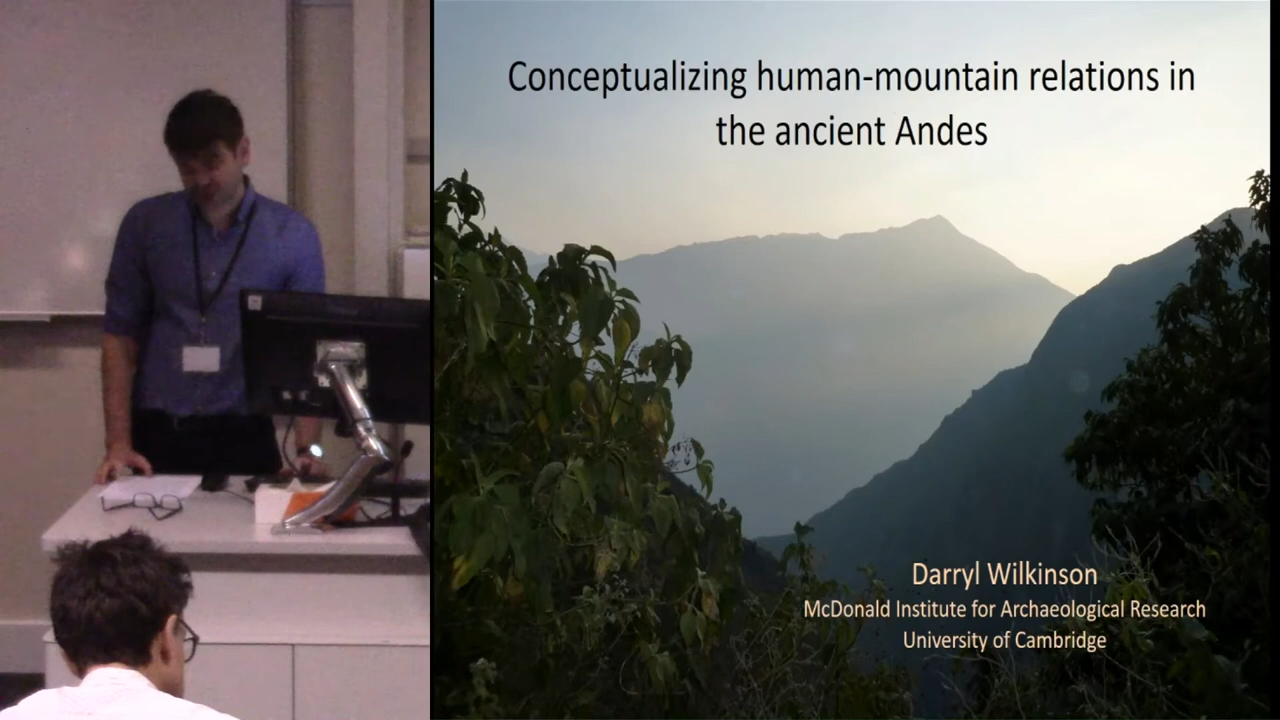 Conceptualizing human-mountain relations in
the ancient Andes
Darryl Wilkinson
McDonald Institute for Archaeological Research
University of Cambridge